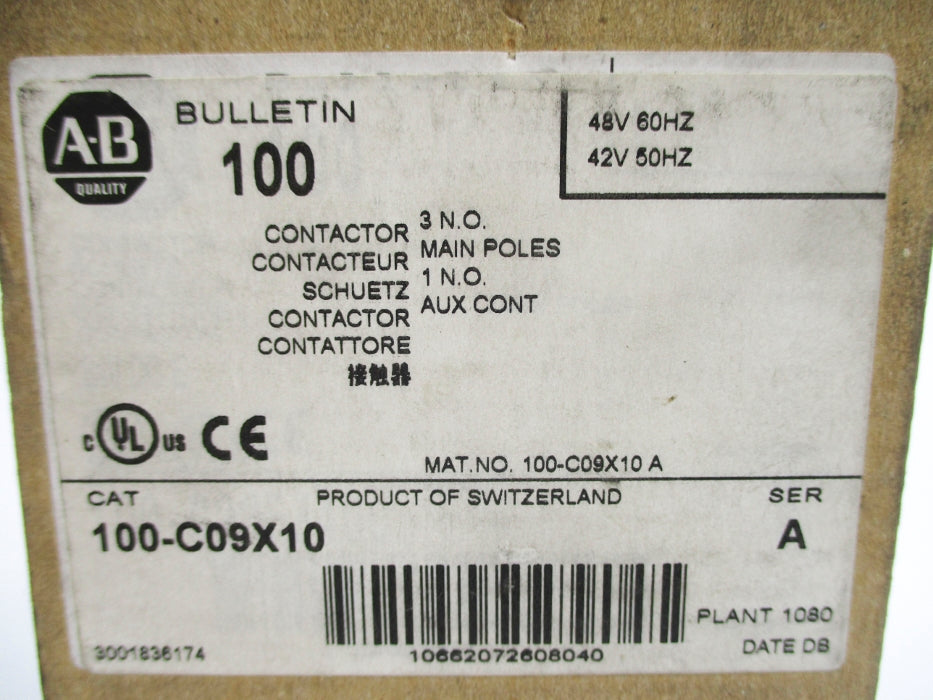 A-B
QUALITY
BULLETIN
100
48V 60HZ
42V 50HZ
CONTACTOR
CONTACTEUR
SCHUETZ
CONTACTOR
CONTATTORE
接触器
3 N.O.
MAIN POLES
1 N.O.
AUX CONT
C UL US CE
MAT.NO. 100-C09X10 A
CAT PRODUCT OF SWITZERLAND SER
100-C09X10 A
PLANT 1080
3001836174 10662072608040 DATE DB